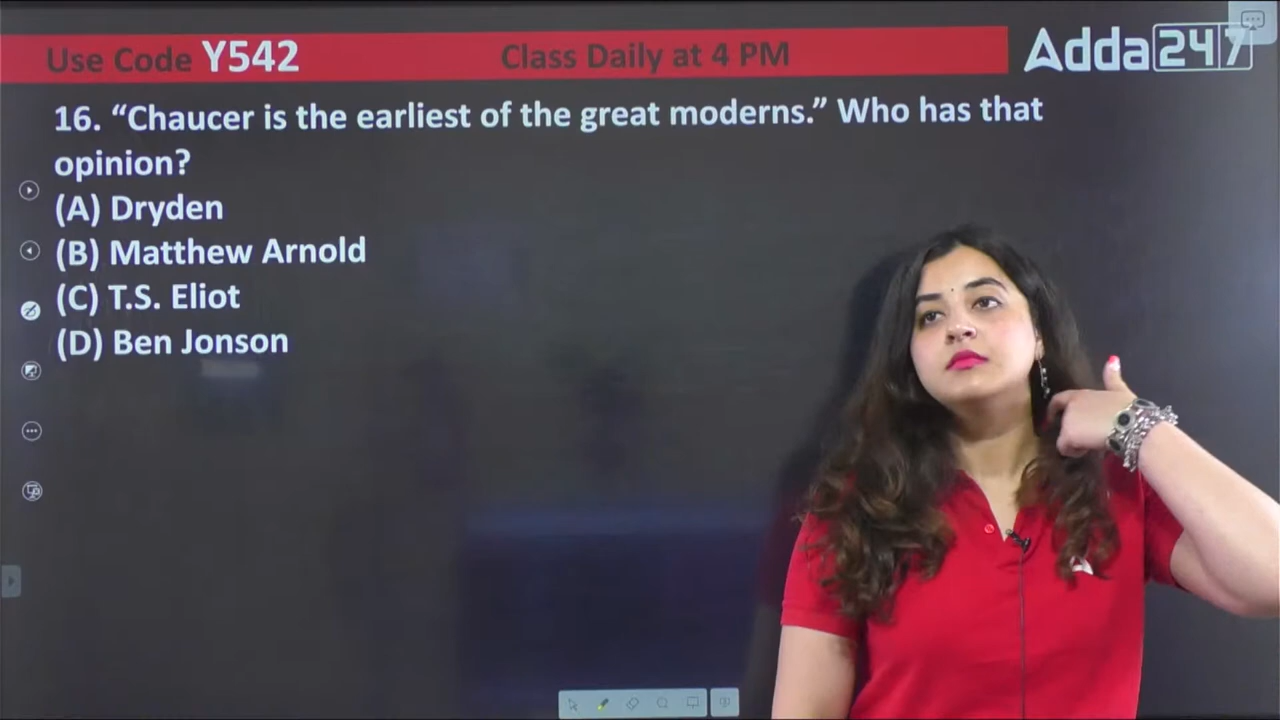 Use Code Y542 Class Daily at 4 PM Adda247
16. “Chaucer is the earliest of the great moderns.” Who has that
opinion?
(A) Dryden
(B) Matthew Arnold
(C) T.S. Eliot
(D) Ben Jonson